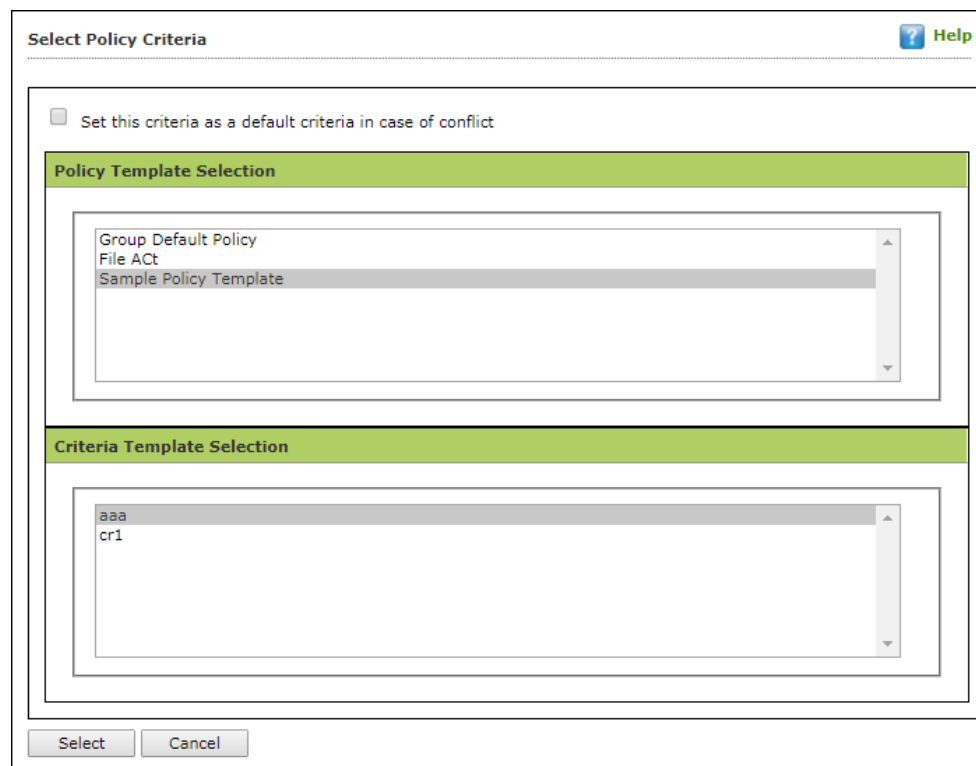 Select Policy Criteria
? Help
Set this criteria as a default criteria in case of conflict
Policy Template Selection
Group Default Policy
File ACt
Sample Policy Template
Criteria Template Selection
aaa
cr1
Select Cancel